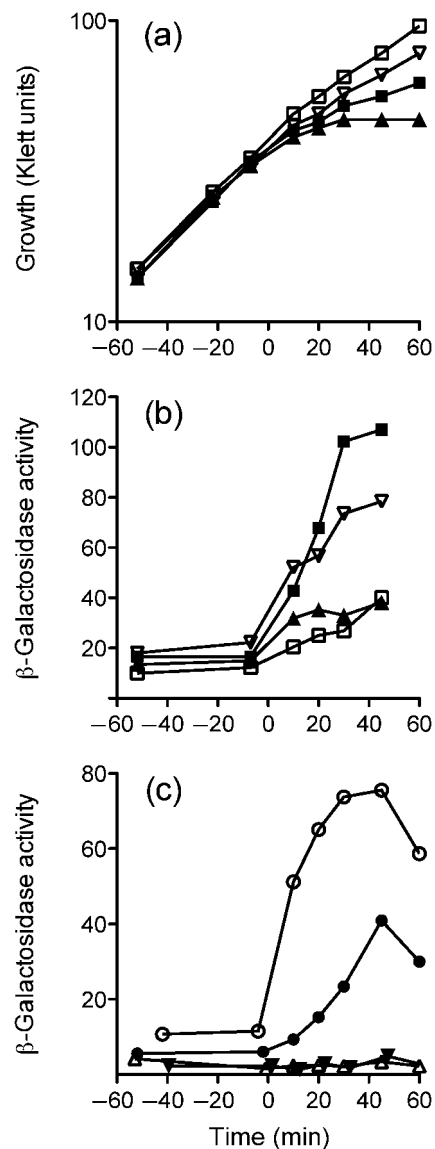 (a)
Growth (Klett units)
100
10
−60 −40 −20 0 20 40 60
(b)
β-Galactosidase activity
120
100
80
60
40
20
−60 −40 −20 0 20 40 60
(c)
β-Galactosidase activity
80
60
40
20
−60 −40 −20 0 20 40 60
Time (min)